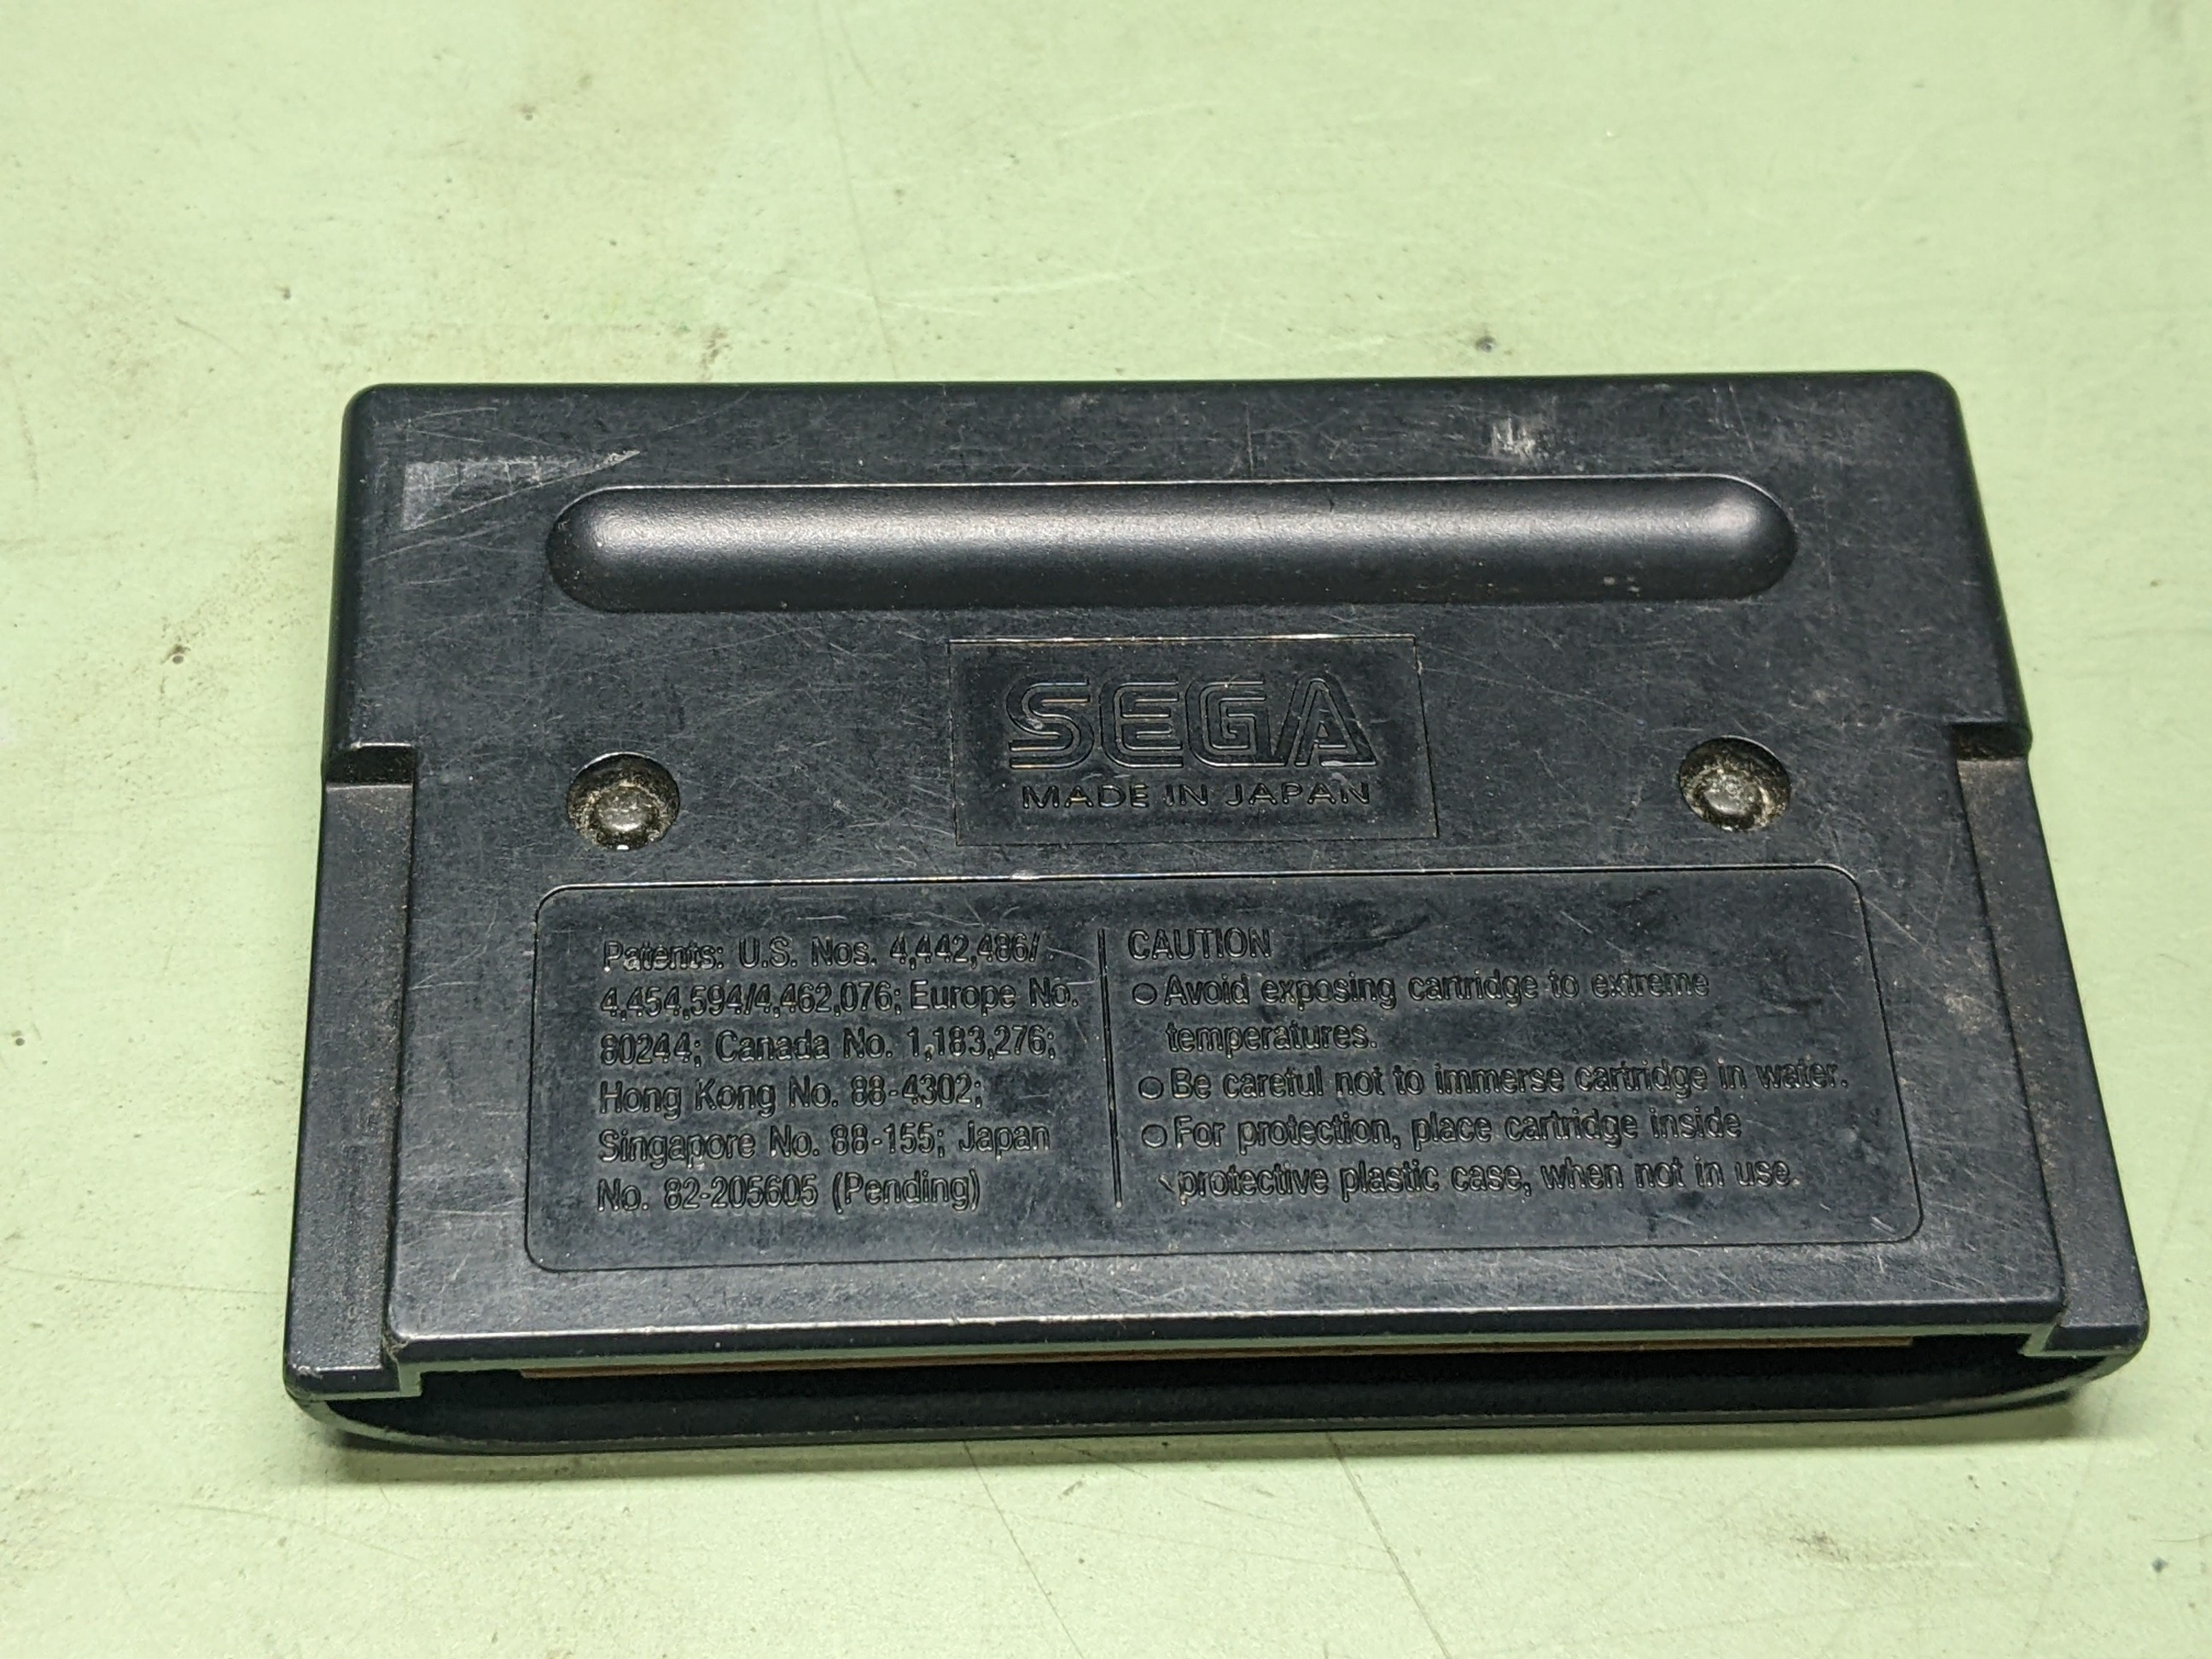 SEGA
MADE IN JAPAN
Patents: U.S. Nos. 4,442,486/
4,454,594/4,462,076; Europe No.
80244; Canada No. 1,183,276;
Hong Kong No. 88-4302;
Singapore No. 88-155; Japan
No. 82-205605 (Pending)
CAUTION
○ Avoid exposing cartridge to extreme
temperatures.
○ Be careful not to immerse cartridge in water.
○ For protection, place cartridge inside
protective plastic case, when not in use.